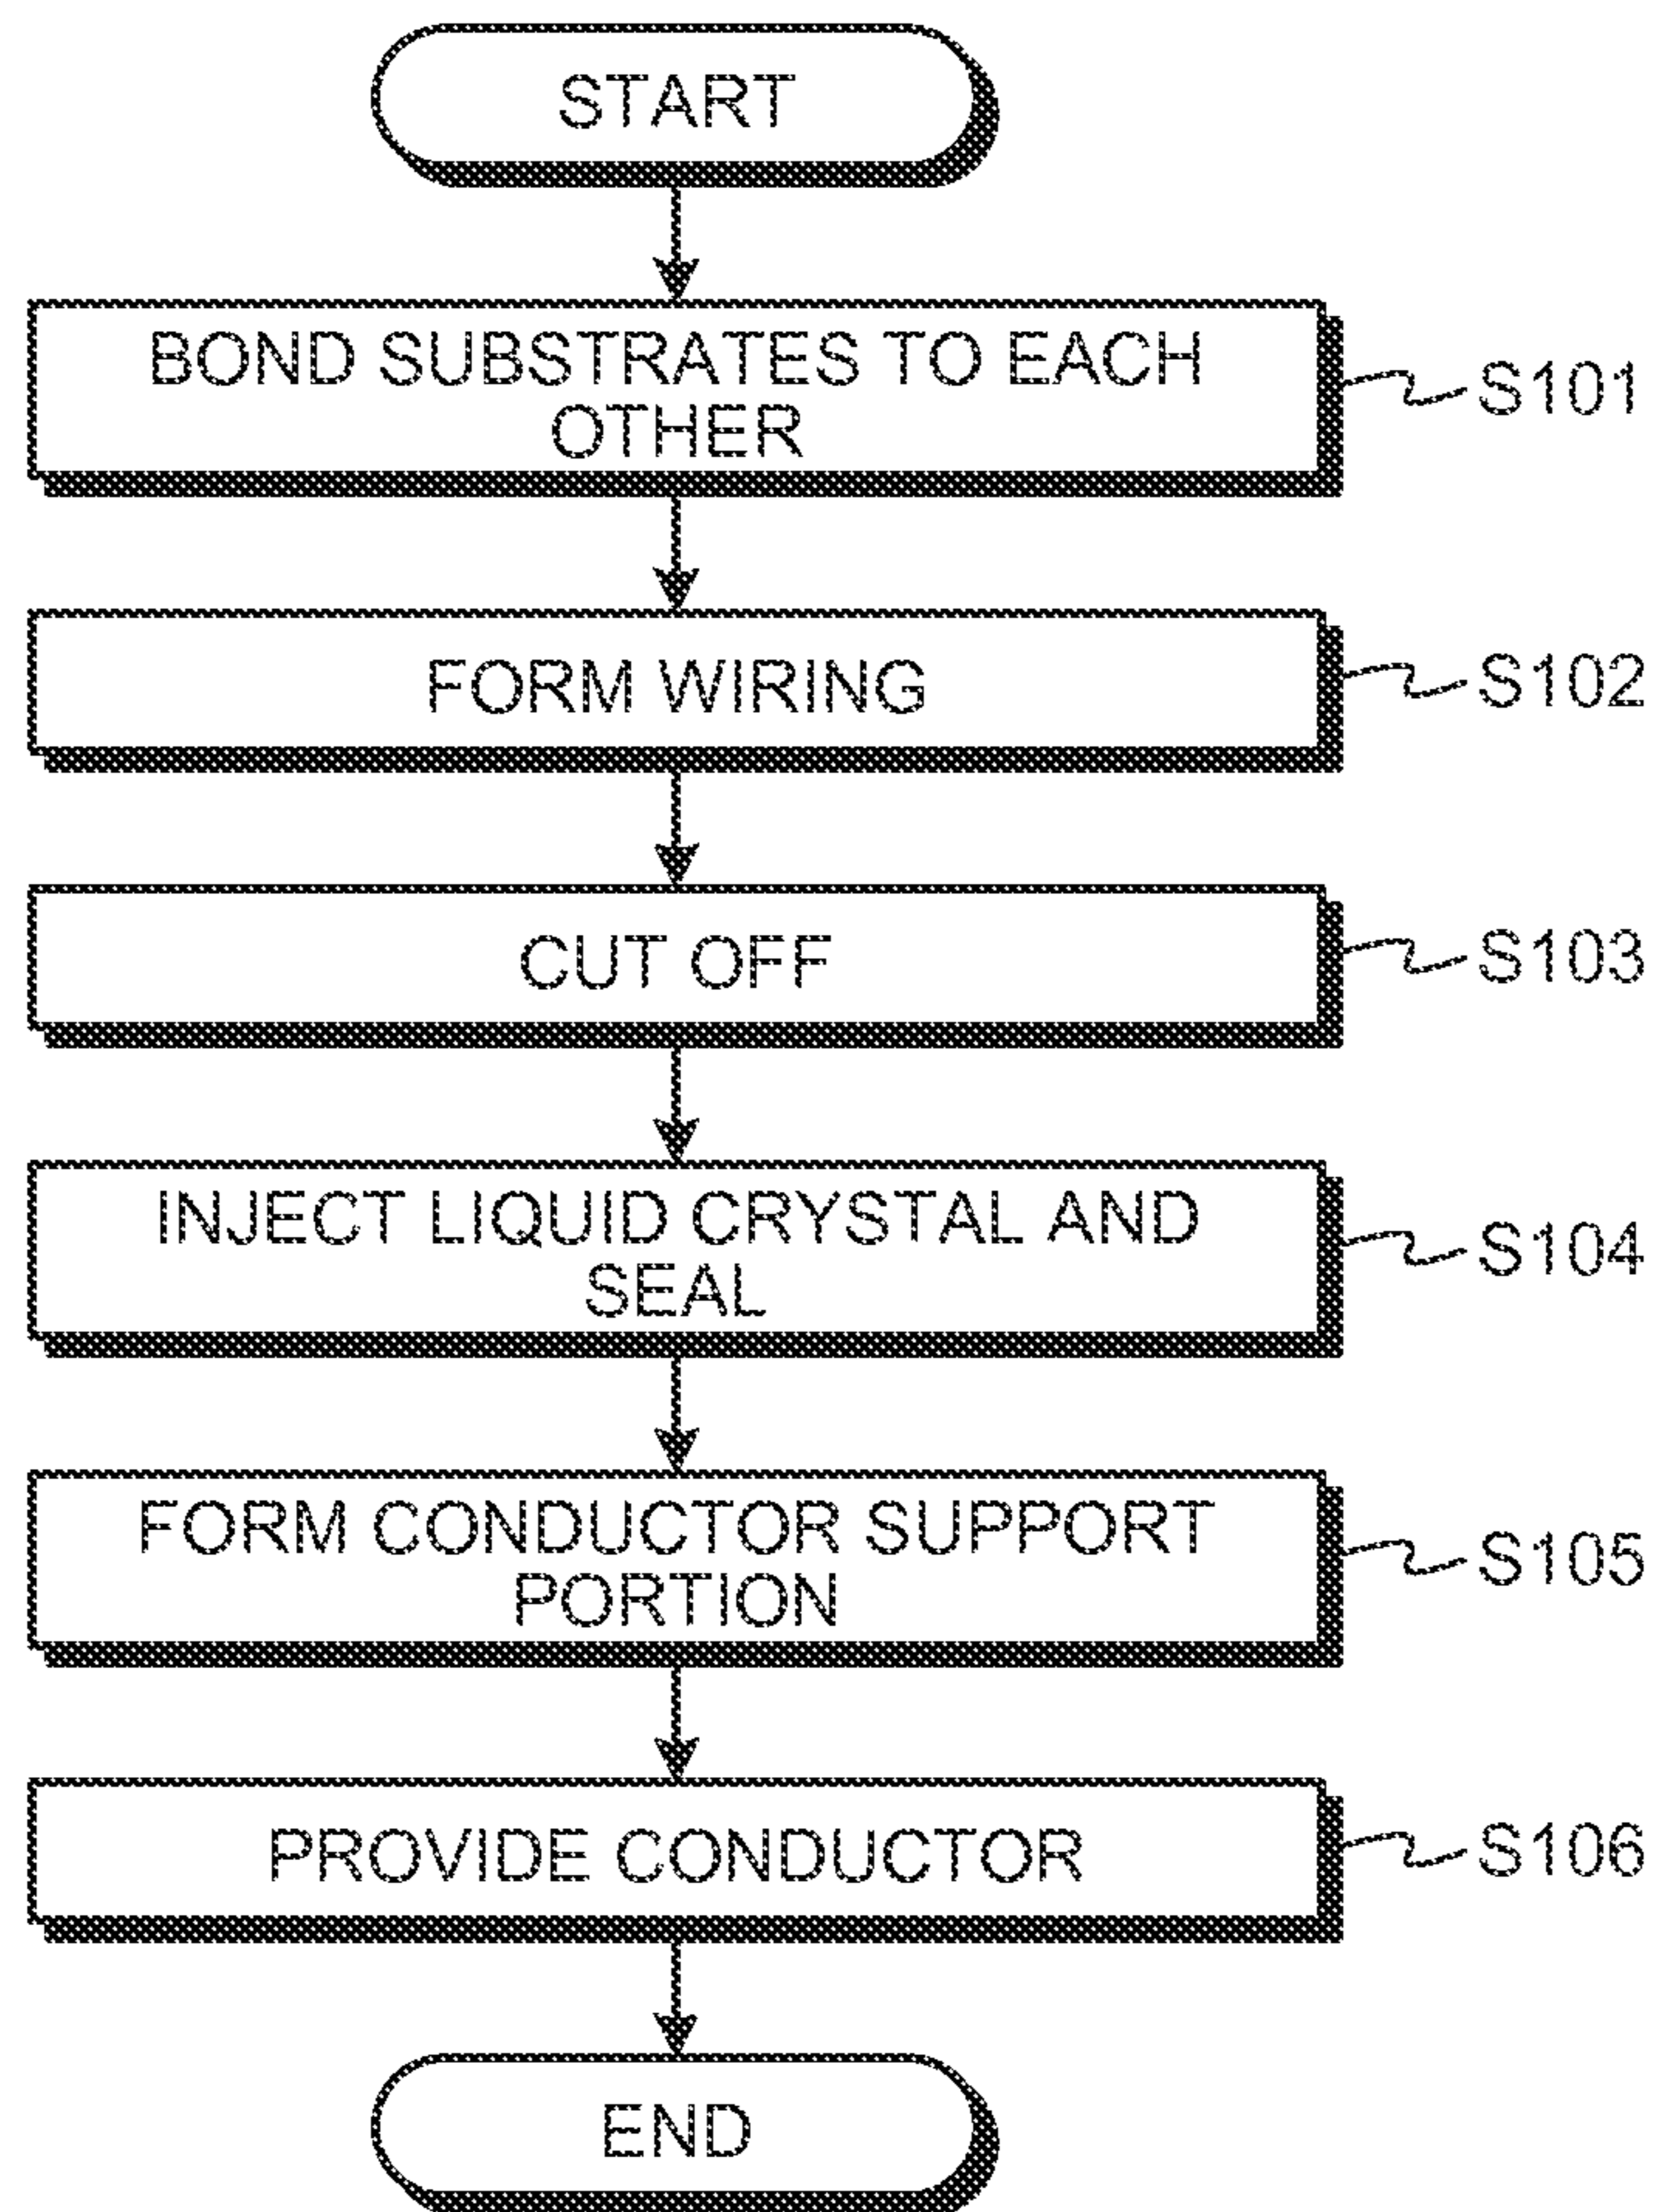 START
BOND SUBSTRATES TO EACH
OTHER
S101
FORM WIRING
S102
CUT OFF
S103
INJECT LIQUID CRYSTAL AND
SEAL
S104
FORM CONDUCTOR SUPPORT
PORTION
S105
PROVIDE CONDUCTOR
S106
END